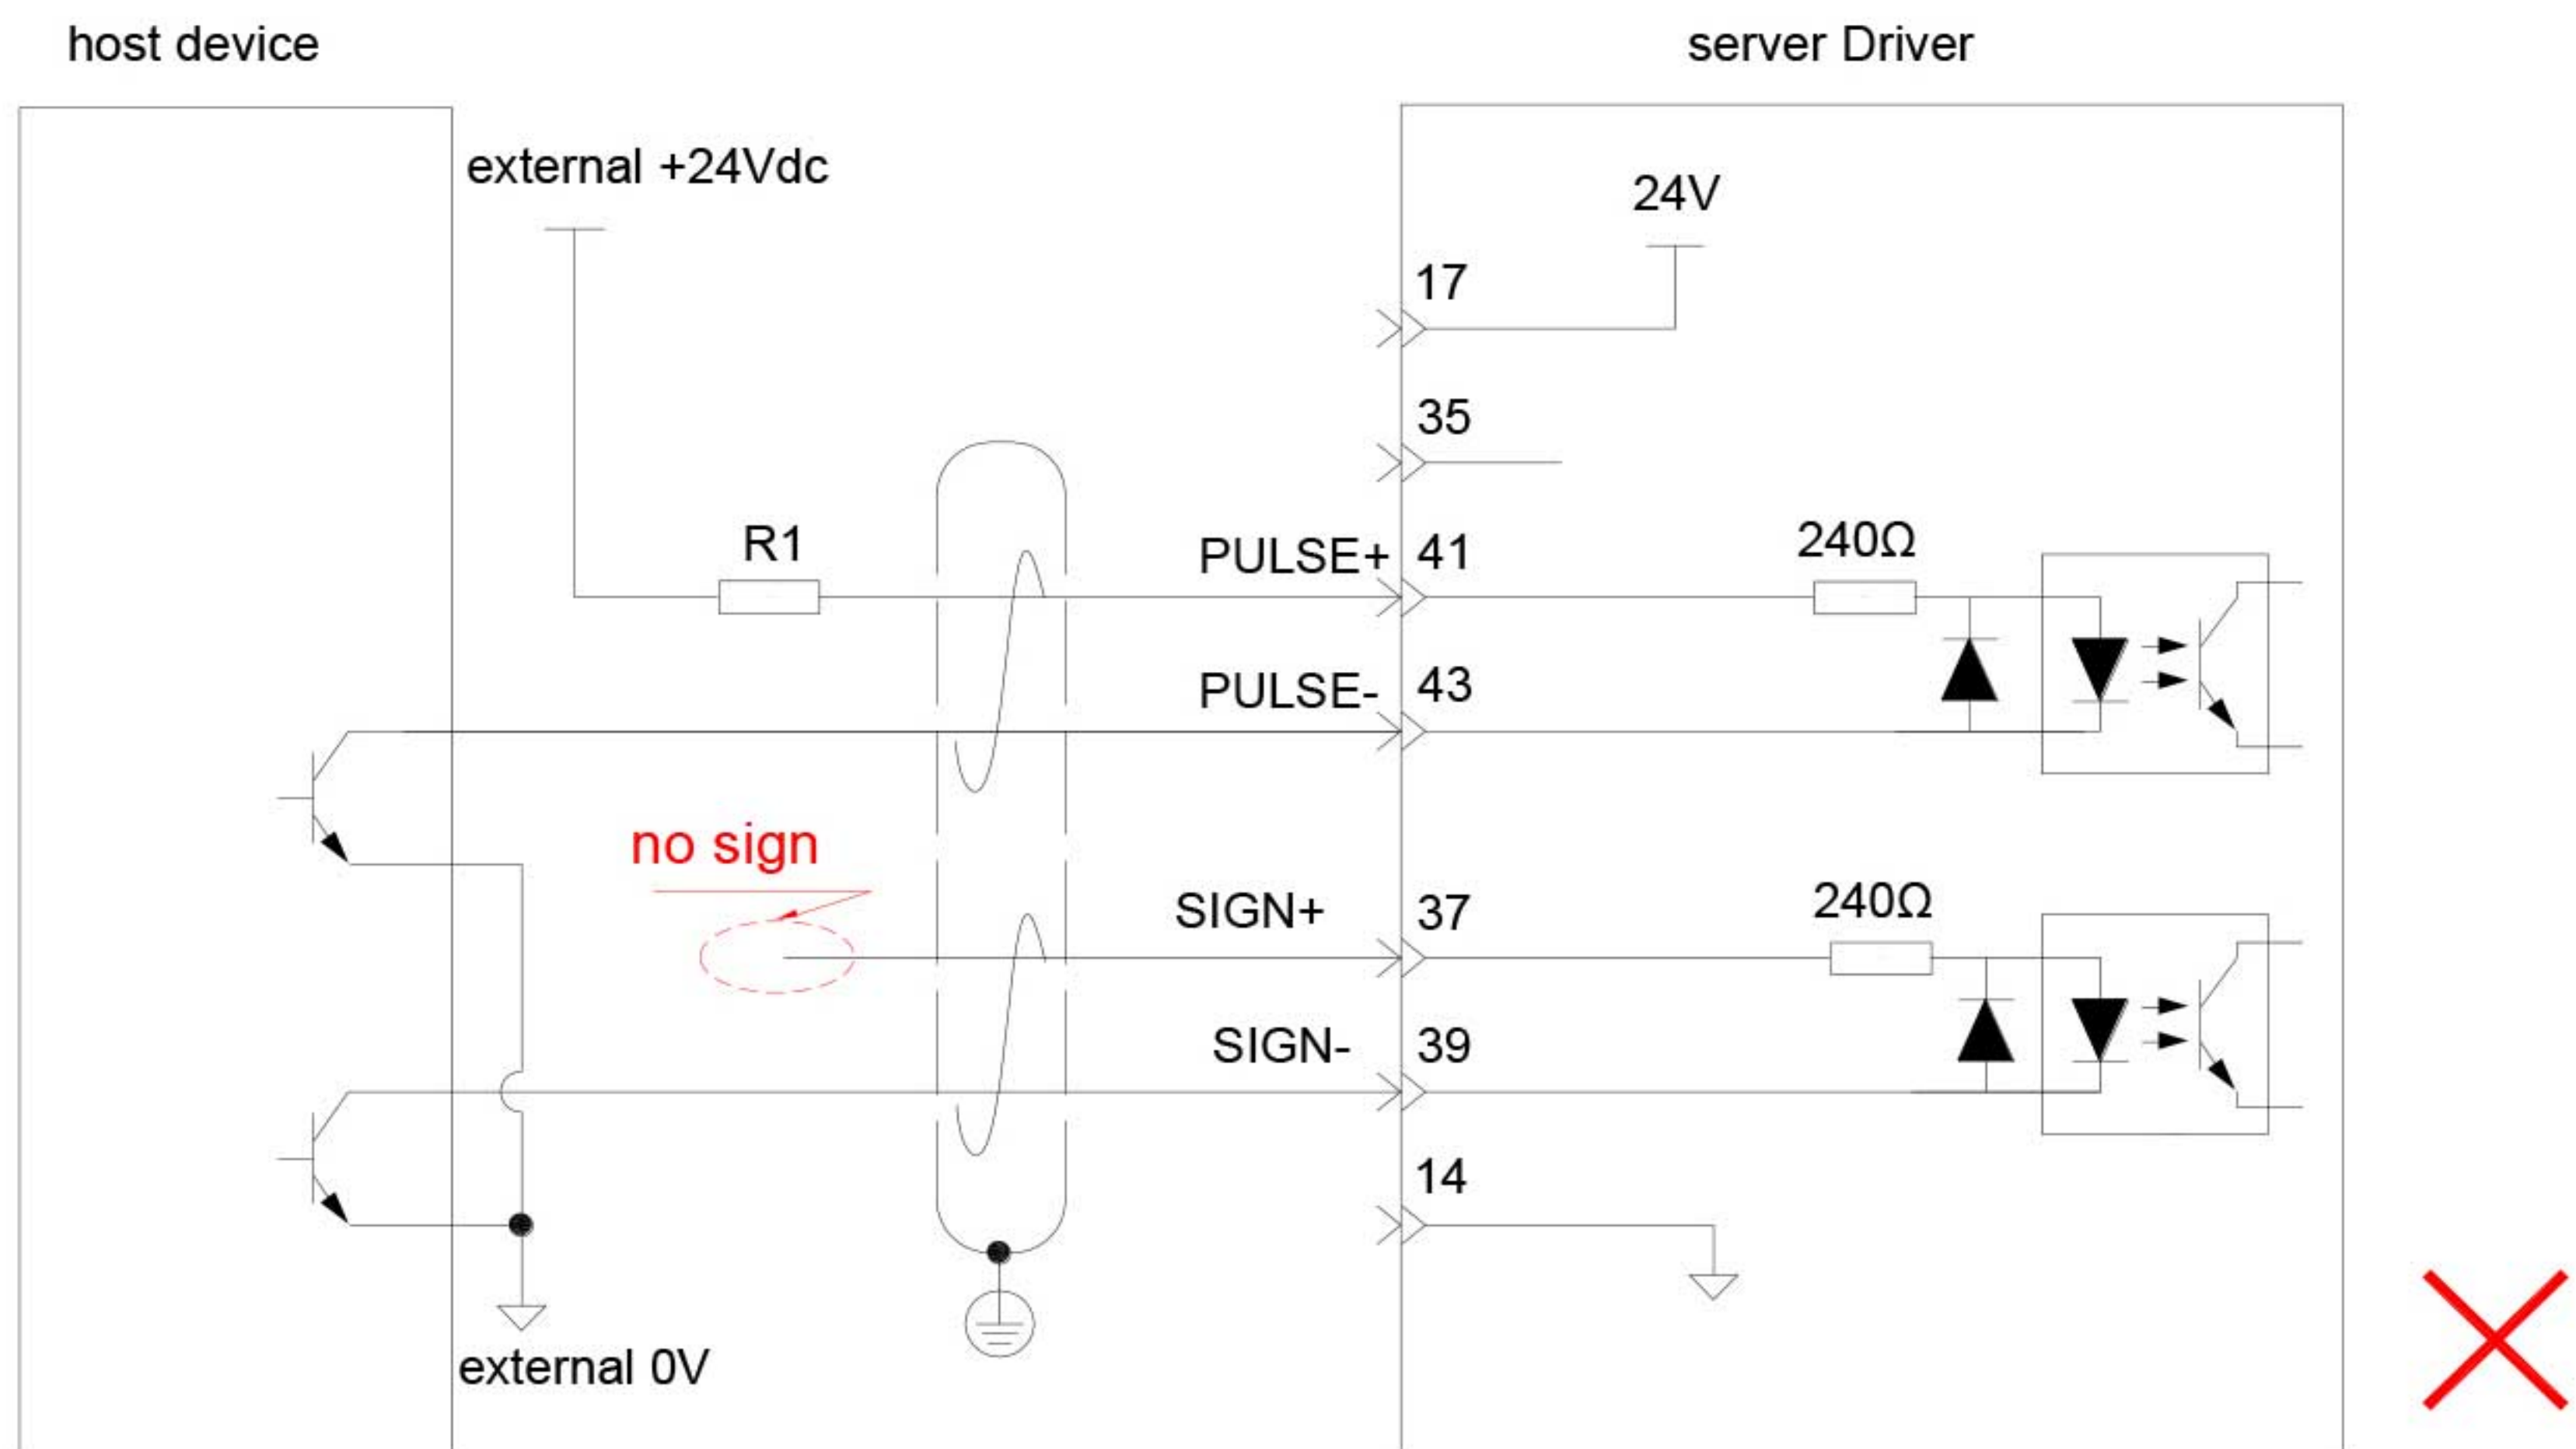 host device
server Driver
external +24Vdc
24V
17
35
R1
PULSE+
41
240Ω
PULSE-
43
no sign
SIGN+
37
240Ω
SIGN-
39
14
external 0V